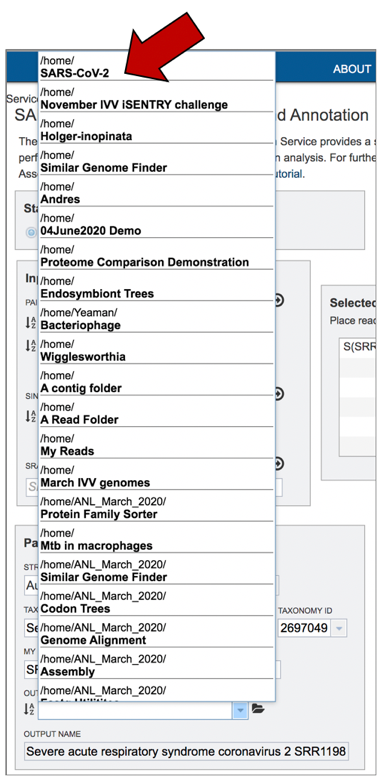 /home/
SARS-CoV-2
ABOUT
/home/
November IVV iSENTRY challenge
Servic
SA
d Annotation
/home/
Holger-inopinata
The
Service provides a s
perf
n analysis. For furthe
Ass
utorial.
/home/
Similar Genome Finder
/home/
Andres
Sta
/home/
04June2020 Demo
/home/
Proteome Comparison Demonstration
In
/home/
Endosymbiont Trees
PAI
Selected
Place read
/home/Yeaman/
Bacteriophage
S(SRR
/home/
Wigglesworthia
/home/
A contig folder
SIN
/home/
A Read Folder
/home/
My Reads
SRA
/home/
March IVV genomes
/home/ANL_March_2020/
Protein Family Sorter
/home/
Mtb in macrophages
Pa
/home/ANL_March_2020/
Similar Genome Finder
STR
Au
/home/ANL_March_2020/
Codon Trees
TAX
TAXONOMY ID
Se
2697049
/home/ANL_March_2020/
Genome Alignment
MY
SF
/home/ANL_March_2020/
Assembly
/home/ANL_March_2020/
OUT
OUTPUT NAME
Severe acute respiratory syndrome coronavirus 2 SRR1198